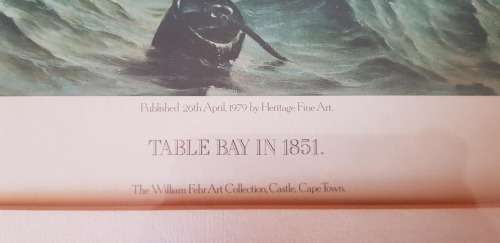 Published 26th April, 1979 by Heritage Fine Art.
TABLE BAY IN 1851.
The William Fehr Art Collection, Castle, Cape Town.